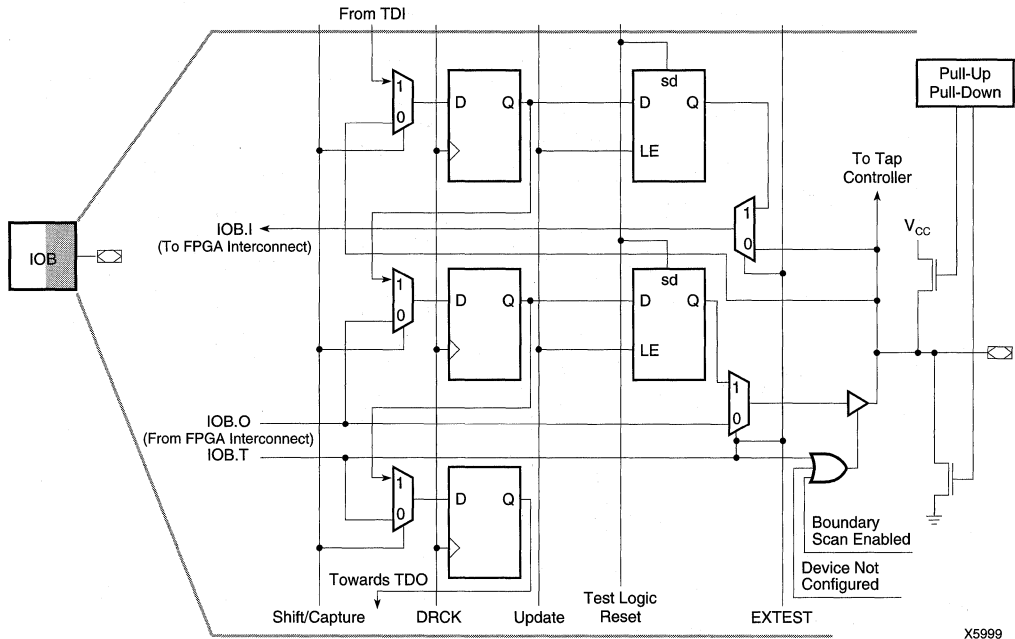 From TDI
Pull-Up
Pull-Down
1
0
D Q
sd
D Q
LE
To Tap
Controller
IOB
IOB.I
(To FPGA Interconnect)
1
0
VCC
1
0
D Q
sd
D Q
LE
1
0
IOB.O
(From FPGA Interconnect)
IOB.T
1
0
D Q
Boundary
Scan Enabled
Device Not
Configured
Towards TDO
Shift/Capture
DRCK
Update
Test Logic
Reset
EXTEST
X5999